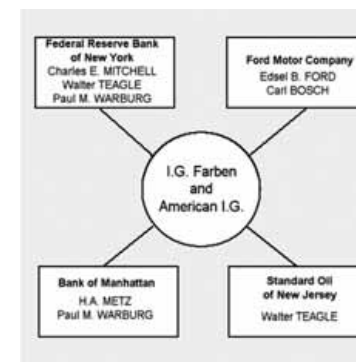 Federal Reserve Bank
of New York
Charles E. MITCHELL
Walter TEAGLE
Paul M. WARBURG
Ford Motor Company
Edsel B. FORD
Carl BOSCH
I.G. Farben
and
American I.G.
Bank of Manhattan
H.A. METZ
Paul M. WARBURG
Standard Oil
of New Jersey
Walter TEAGLE